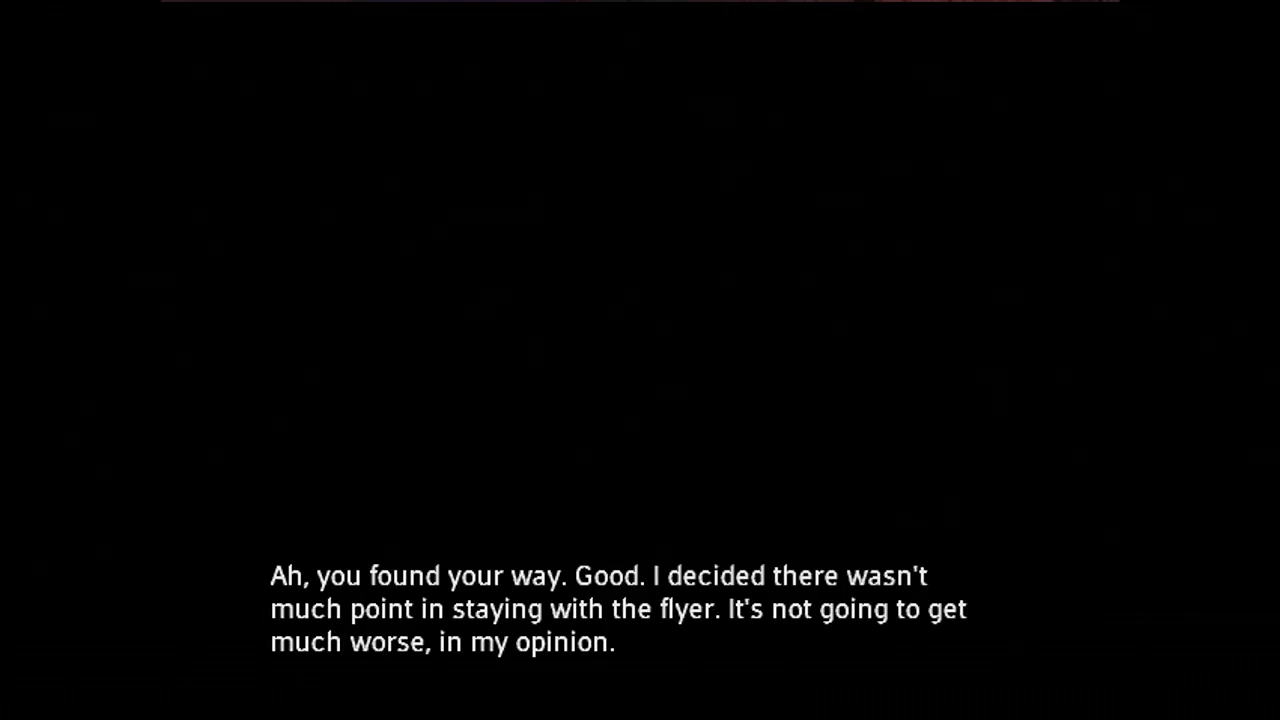 Ah, you found your way. Good. I decided there wasn't
much point in staying with the flyer. It's not going to get
much worse, in my opinion.